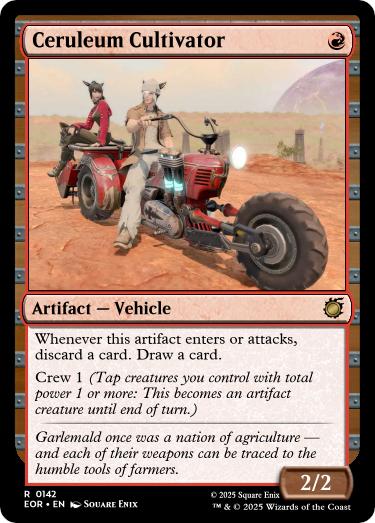 Ceruleum Cultivator
Artifact — Vehicle
Whenever this artifact enters or attacks,
discard a card. Draw a card.
Crew 1 (Tap creatures you control with total
power 1 or more: This becomes an artifact
creature until end of turn.)
Garlemald once was a nation of agriculture —
and each of their weapons can be traced to the
humble tools of farmers.
2/2
R 0142
EOR • EN SQUARE ENIX
© 2025 Square Enix
™ & © 2025 Wizards of the Coast